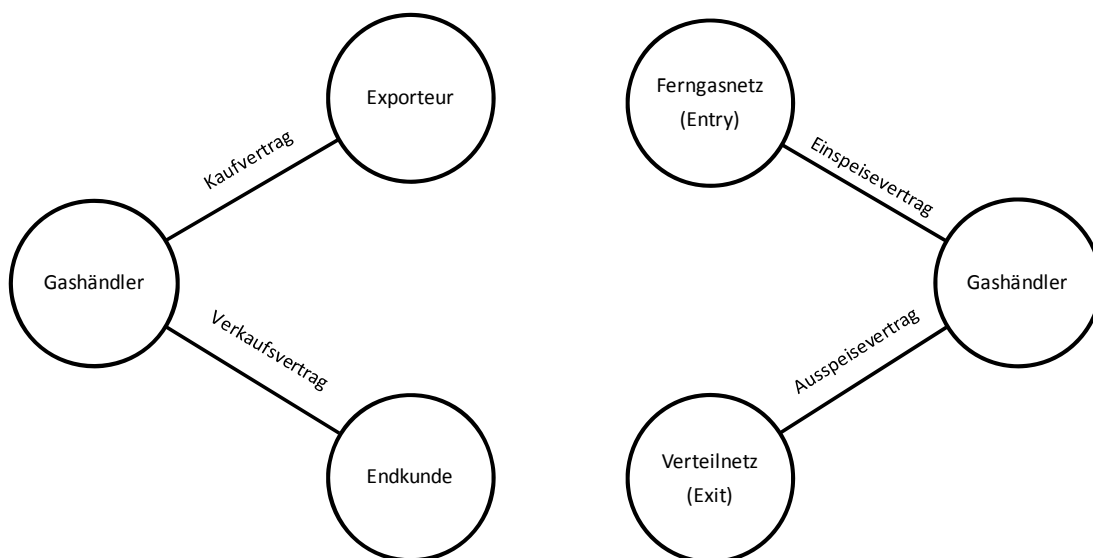 Exporteur
Kaufvertrag
Gashändler
Verkaufsvertrag
Endkunde
Ferngasnetz
(Entry)
Einspeisevertrag
Gashändler
Ausspeisevertrag
Verteilnetz
(Exit)